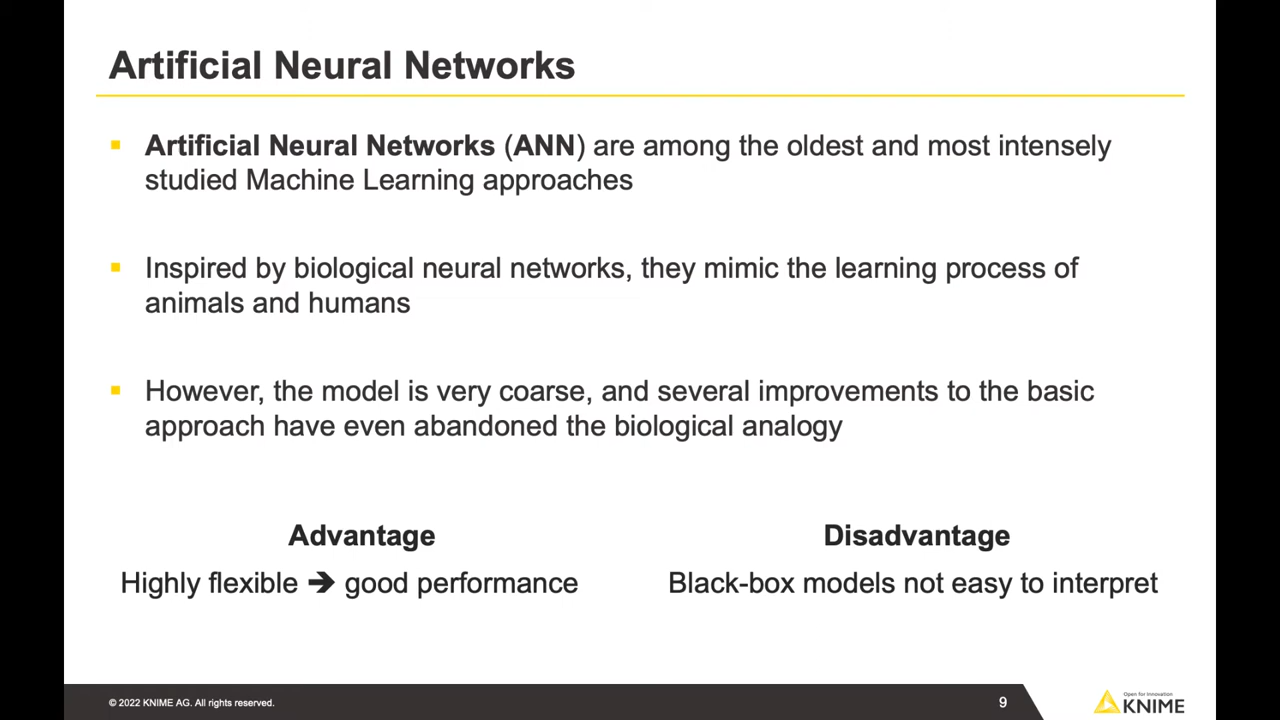 Artificial Neural Networks
▪ Artificial Neural Networks (ANN) are among the oldest and most intensely
studied Machine Learning approaches
▪ Inspired by biological neural networks, they mimic the learning process of
animals and humans
▪ However, the model is very coarse, and several improvements to the basic
approach have even abandoned the biological analogy
Advantage
Highly flexible ➔ good performance
Disadvantage
Black-box models not easy to interpret
© 2022 KNIME AG. All rights reserved.
9
Open for Innovation
KNIME